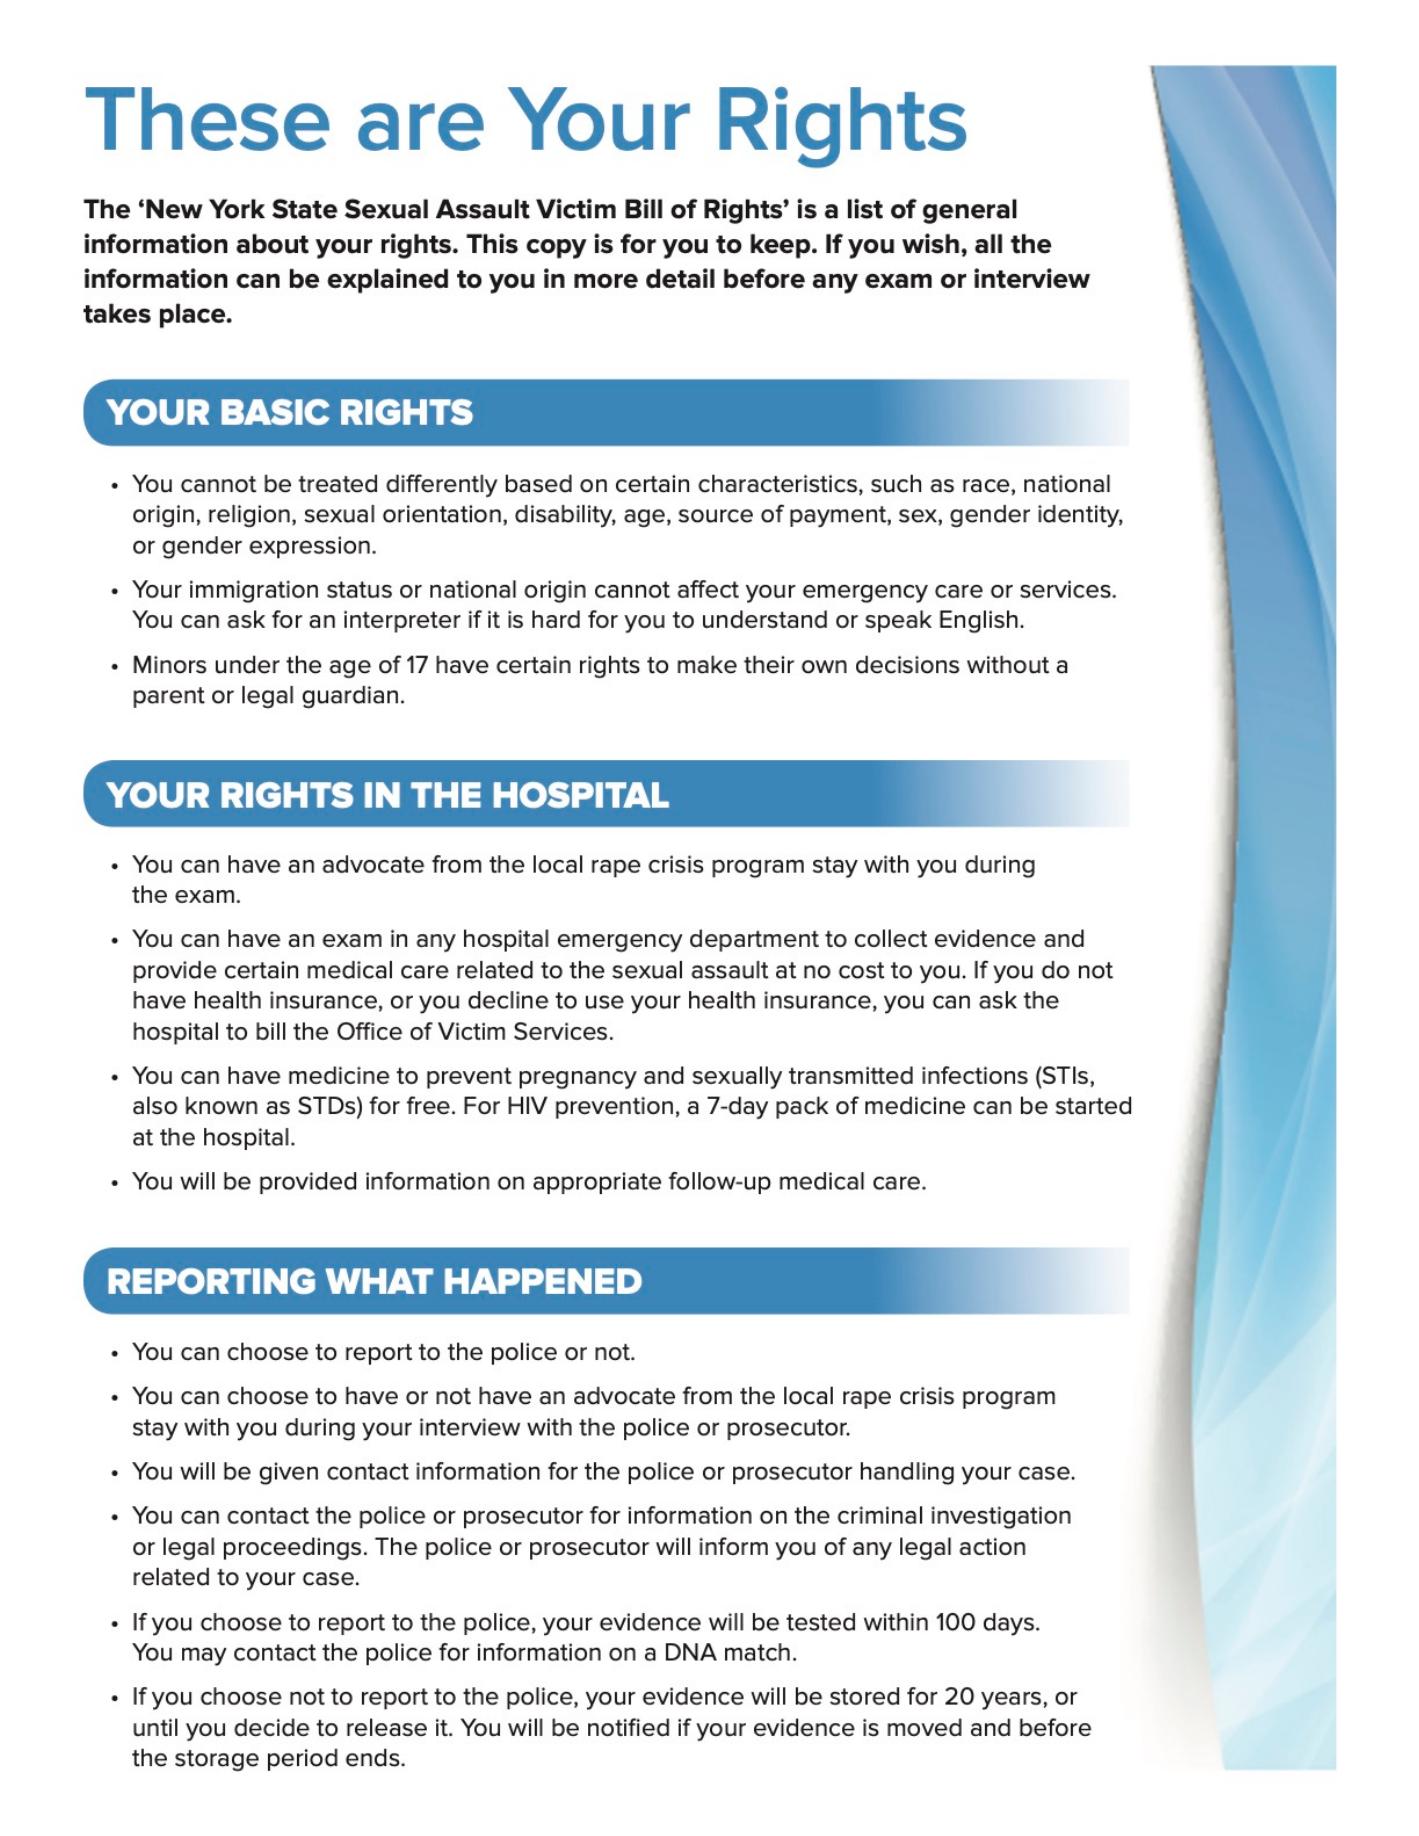 These are Your Rights
The ‘New York State Sexual Assault Victim Bill of Rights’ is a list of general
information about your rights. This copy is for you to keep. If you wish, all the
information can be explained to you in more detail before any exam or interview
takes place.
YOUR BASIC RIGHTS
• You cannot be treated differently based on certain characteristics, such as race, national
origin, religion, sexual orientation, disability, age, source of payment, sex, gender identity,
or gender expression.
• Your immigration status or national origin cannot affect your emergency care or services.
You can ask for an interpreter if it is hard for you to understand or speak English.
• Minors under the age of 17 have certain rights to make their own decisions without a
parent or legal guardian.
YOUR RIGHTS IN THE HOSPITAL
• You can have an advocate from the local rape crisis program stay with you during
the exam.
• You can have an exam in any hospital emergency department to collect evidence and
provide certain medical care related to the sexual assault at no cost to you. If you do not
have health insurance, or you decline to use your health insurance, you can ask the
hospital to bill the Office of Victim Services.
• You can have medicine to prevent pregnancy and sexually transmitted infections (STIs,
also known as STDs) for free. For HIV prevention, a 7-day pack of medicine can be started
at the hospital.
• You will be provided information on appropriate follow-up medical care.
REPORTING WHAT HAPPENED
• You can choose to report to the police or not.
• You can choose to have or not have an advocate from the local rape crisis program
stay with you during your interview with the police or prosecutor.
• You will be given contact information for the police or prosecutor handling your case.
• You can contact the police or prosecutor for information on the criminal investigation
or legal proceedings. The police or prosecutor will inform you of any legal action
related to your case.
• If you choose to report to the police, your evidence will be tested within 100 days.
You may contact the police for information on a DNA match.
• If you choose not to report to the police, your evidence will be stored for 20 years, or
until you decide to release it. You will be notified if your evidence is moved and before
the storage period ends.